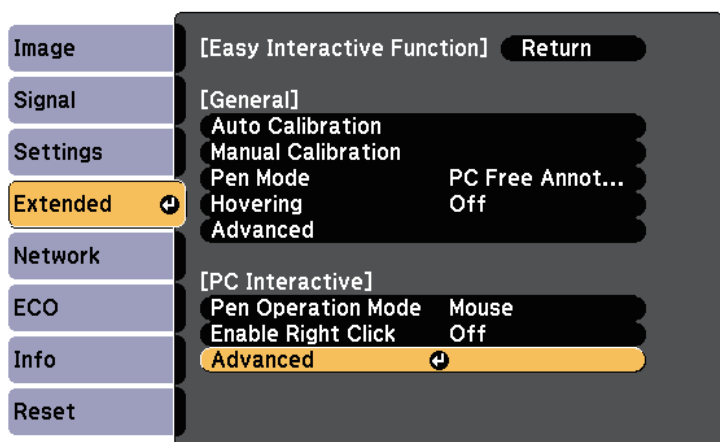 Image
Signal
Settings
Extended
Network
ECO
Info
Reset
[Easy Interactive Function] Return
[General]
Auto Calibration
Manual Calibration
Pen Mode PC Free Annot...
Hovering Off
Advanced
[PC Interactive]
Pen Operation Mode Mouse
Enable Right Click Off
Advanced